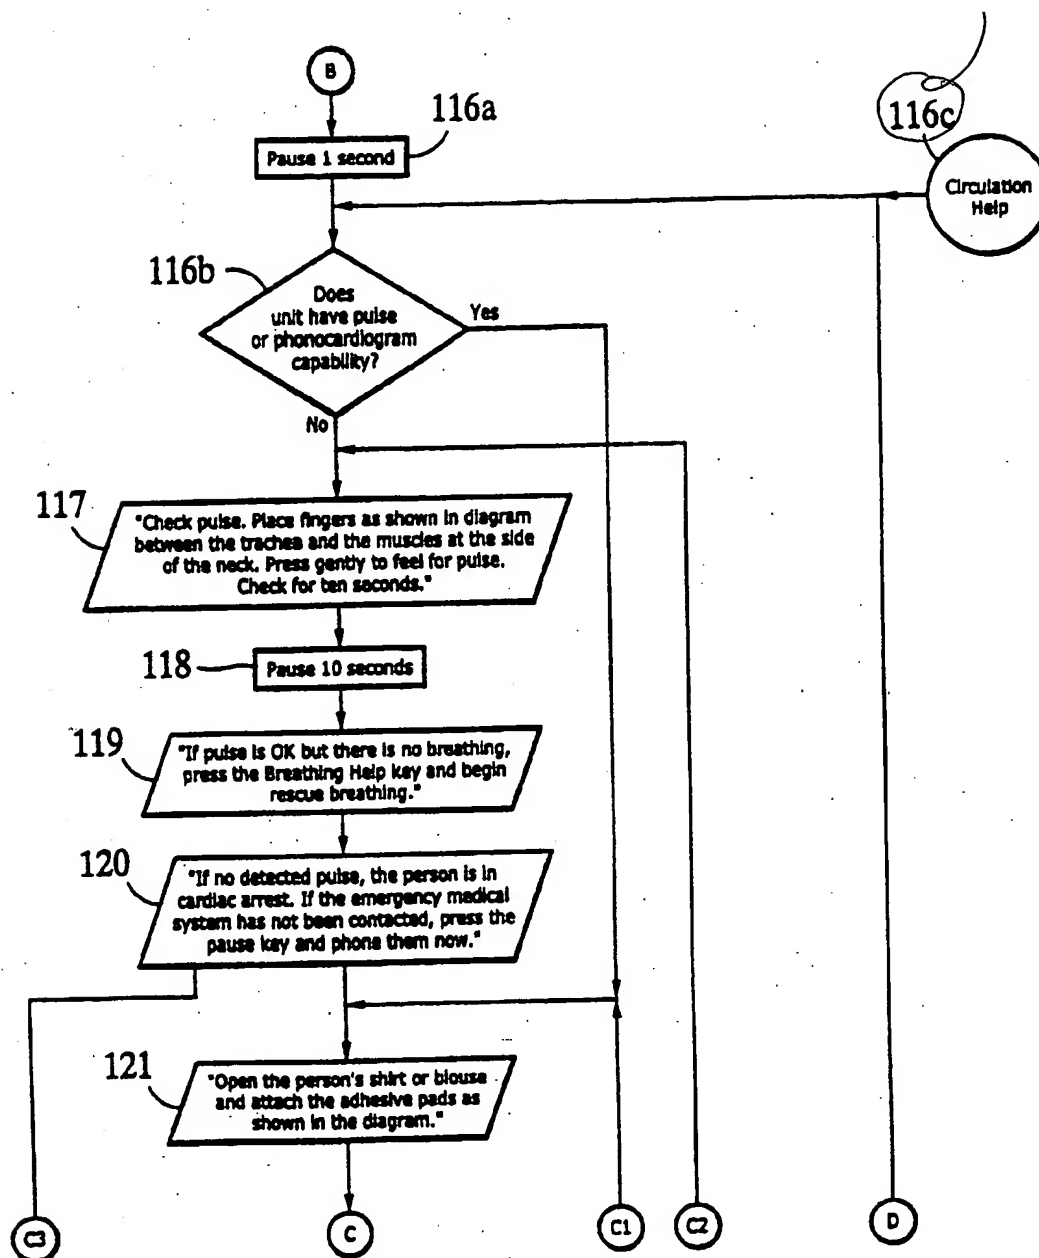 B
116a
Pause 1 second
116c
Circulation
Help
116b
Does
unit have pulse
or phonocardiogram
capability?
Yes
No
117
"Check pulse. Place fingers as shown in diagram
between the trachea and the muscles at the side
of the neck. Press gently to feel for pulse.
Check for ten seconds."
118
Pause 10 seconds
119
"If pulse is OK but there is no breathing,
press the Breathing Help key and begin
rescue breathing."
120
"If no detected pulse, the person is in
cardiac arrest. If the emergency medical
system has not been contacted, press the
pause key and phone them now."
121
"Open the person's shirt or blouse
and attach the adhesive pads as
shown in the diagram."
C3
C
C1
C2
D